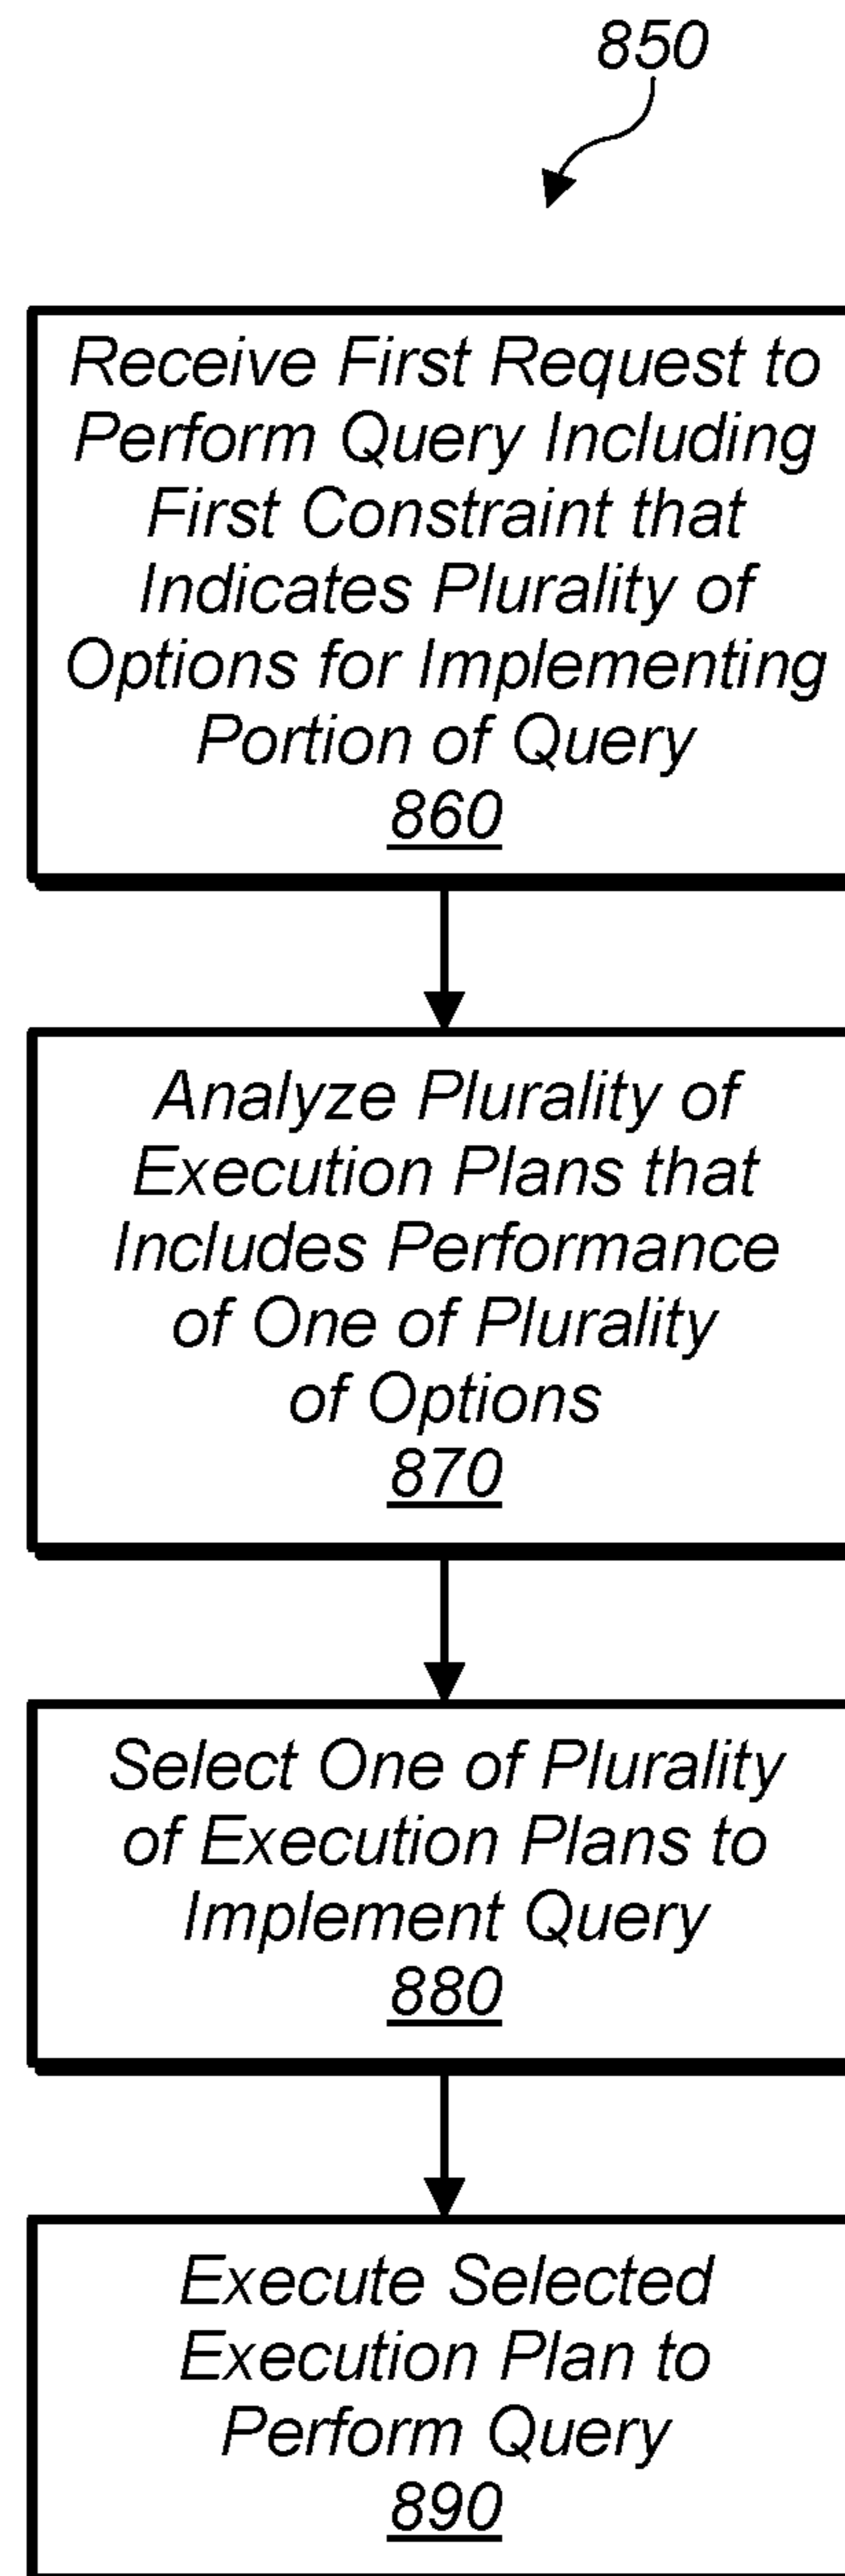 850
Receive First Request to
Perform Query Including
First Constraint that
Indicates Plurality of
Options for Implementing
Portion of Query
860
Analyze Plurality of
Execution Plans that
Includes Performance
of One of Plurality
of Options
870
Select One of Plurality
of Execution Plans to
Implement Query
880
Execute Selected
Execution Plan to
Perform Query
890